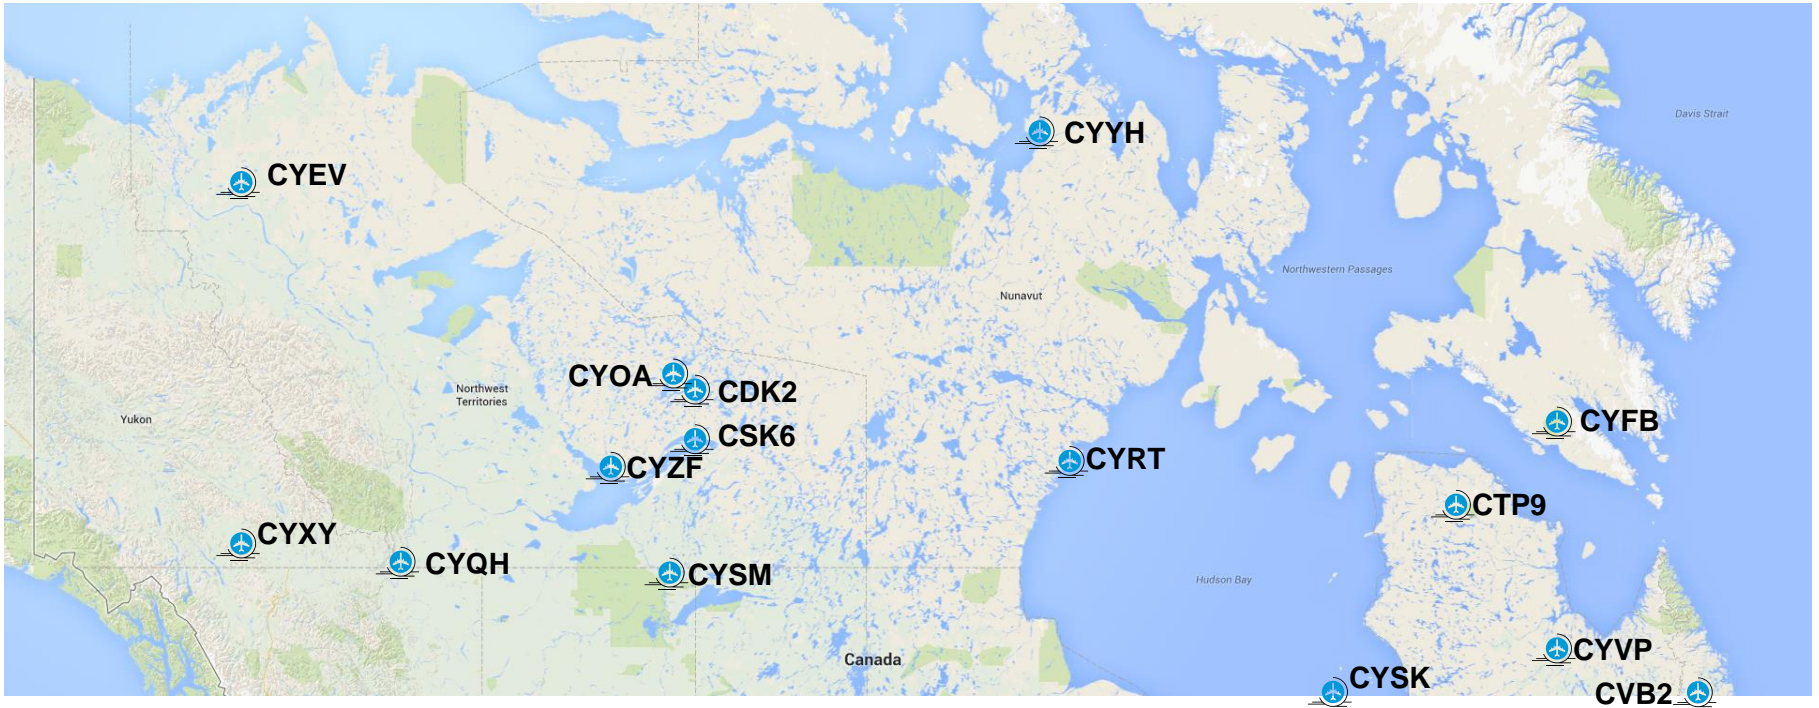 Davis Strait
CYYH
CYEV
Northwestern Passages
Nunavut
CYOA
CDK2
Northwest
Territories
Yukon
CYFB
CSK6
CYZF
CYRT
CTP9
CYXY
CYQH
CYSM
Hudson Bay
CYVP
Canada
CYSK
CVB2